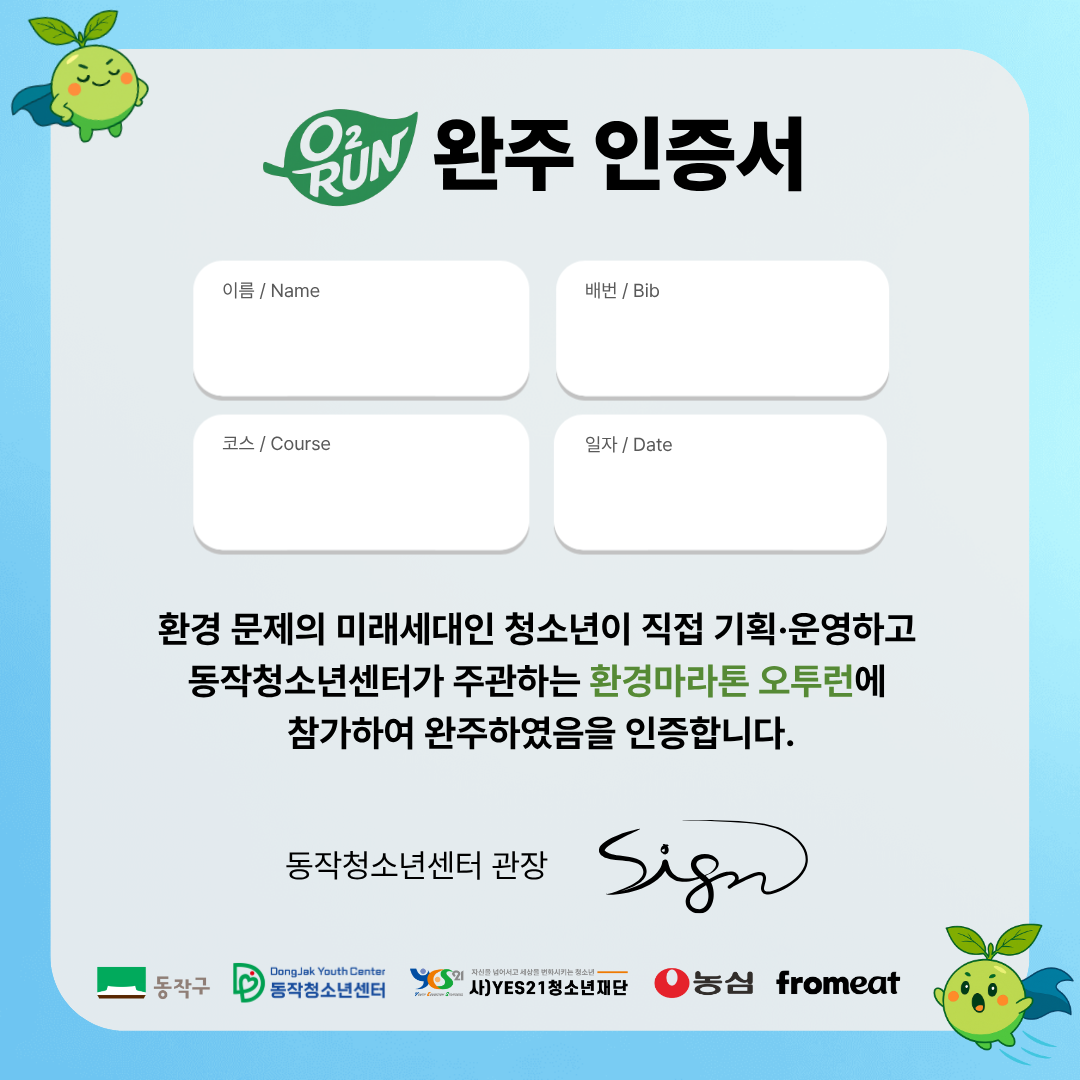 O2 RUN 완주 인증서
이름 / Name
배번 / Bib
코스 / Course
일자 / Date
환경 문제의 미래세대인 청소년이 직접 기획·운영하고
동작청소년센터가 주관하는 환경마라톤 오투런에
참가하여 완주하였음을 인증합니다.
동작청소년센터 관장 Sign
동작구
DongJak Youth Center
동작청소년센터
YES21
자신을 넘어서고 세상을 변화시키는 청소년
사)YES21청소년재단
농심
fromeat